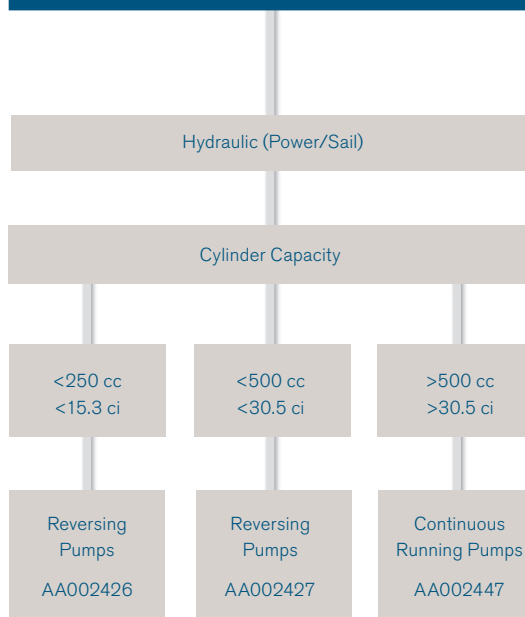 Hydraulic (Power/Sail)
Cylinder Capacity
<250 cc
<15.3 ci
<500 cc
<30.5 ci
>500 cc
>30.5 ci
Reversing
Pumps
AA002426
Reversing
Pumps
AA002427
Continuous
Running Pumps
AA002447